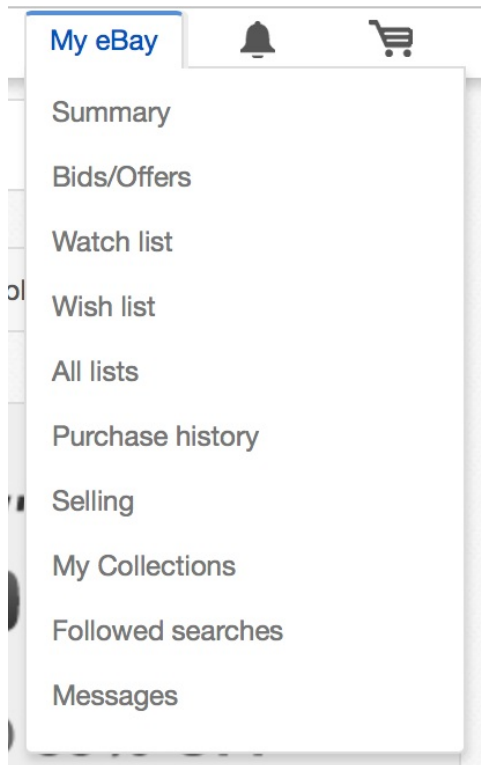 My eBay
Summary
Bids/Offers
Watch list
Wish list
All lists
Purchase history
Selling
My Collections
Followed searches
Messages